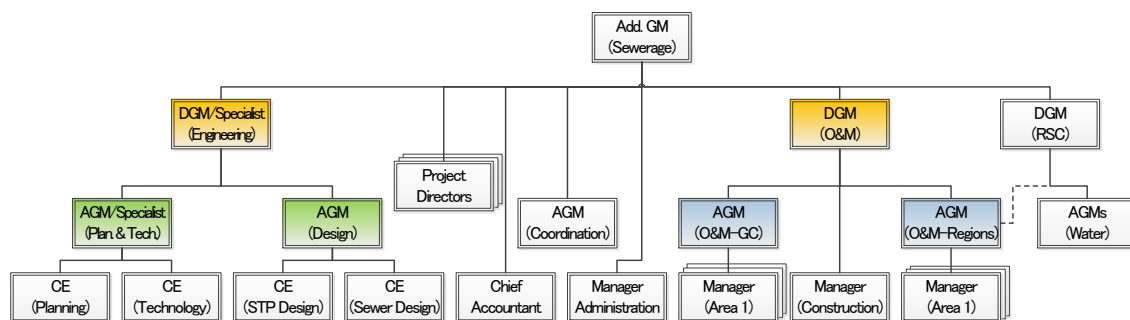 Add. GM
(Sewerage)
DGM/Specialist
(Engineering)
DGM
(O&M)
DGM
(RSC)
Project
Directors
AGM/Specialist
(Plan. & Tech.)
AGM
(Design)
AGM
(Coordination)
AGM
(O&M-GC)
AGM
(O&M-Regions)
AGMs
(Water)
CE
(Planning)
CE
(Technology)
CE
(STP Design)
CE
(Sewer Design)
Chief
Accountant
Manager
Administration
Manager
(Area 1)
Manager
(Construction)
Manager
(Area 1)